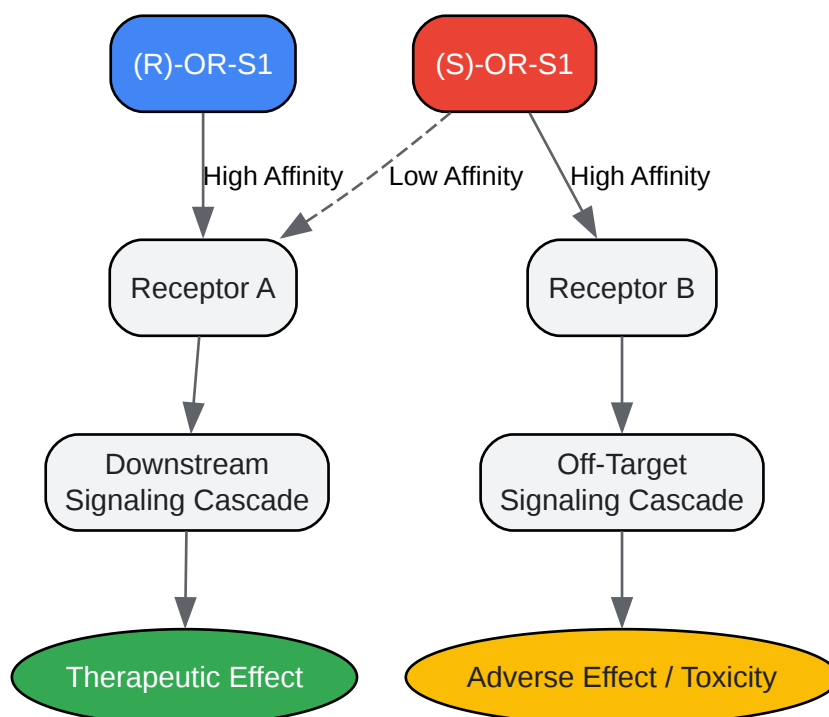 (R)-OR-S1
(S)-OR-S1
High Affinity
Low Affinity
High Affinity
Receptor A
Receptor B
Downstream
Signaling Cascade
Off-Target
Signaling Cascade
Therapeutic Effect
Adverse Effect / Toxicity